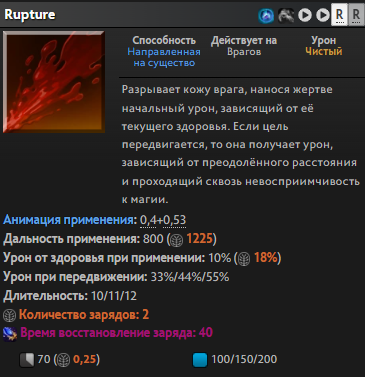 Rupture R R
Способность Действует на Урон
Направленная Врагов Чистый
на существо
Разрывает кожу врага, нанося жертве
начальный урон, зависящий от её
текущего здоровья. Если цель
передвигается, то она получает урон,
зависящий от преодолённого расстояния
и проходящий сквозь невосприимчивость
к магии.
Анимация применения: 0,4+0,53
Дальность применения: 800 (1225)
Урон от здоровья при применении: 10% (18%)
Урон при передвижении: 33%/44%/55%
Длительность: 10/11/12
Количество зарядов: 2
Время восстановление заряда: 40
70 (0,25) 100/150/200